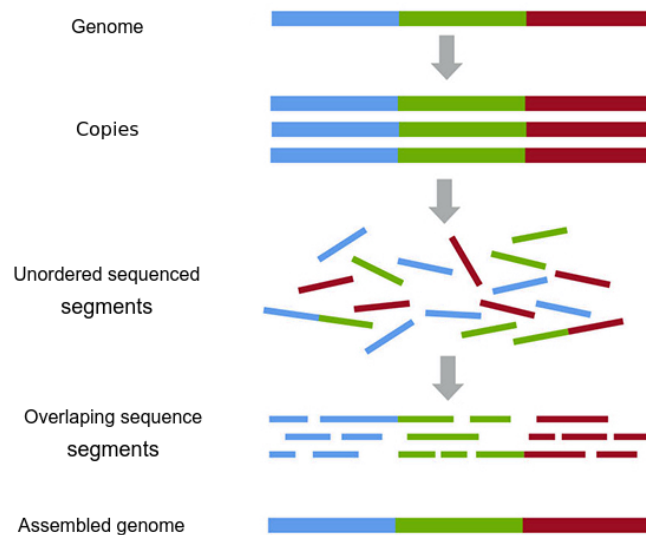 Genome
Copies
Unordered sequenced
segments
Overlaping sequence
segments
Assembled genome